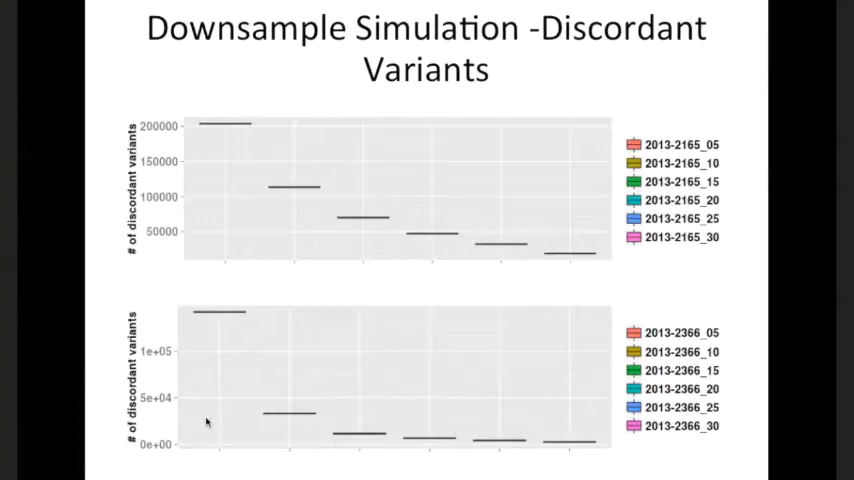 Downsample Simulation -Discordant
Variants
# of discordant variants
200000
150000
100000
50000
2013-2165_05
2013-2165_10
2013-2165_15
2013-2165_20
2013-2165_25
2013-2165_30
# of discordant variants
1e+05
5e+04
0e+00
2013-2366_05
2013-2366_10
2013-2366_15
2013-2366_20
2013-2366_25
2013-2366_30